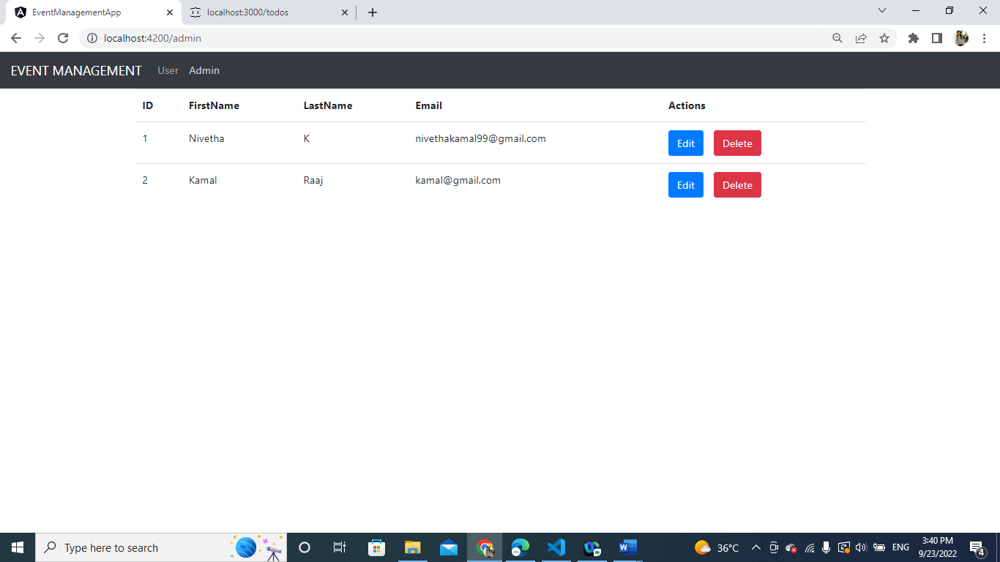 EventManagementApp
localhost:3000/todos
localhost:4200/admin
EVENT MANAGEMENT User Admin
ID FirstName LastName Email Actions
1 Nivetha K nivethakamal99@gmail.com Edit Delete
2 Kamal Raaj kamal@gmail.com Edit Delete
Type here to search
36°C
ENG
3:40 PM
9/23/2022
4